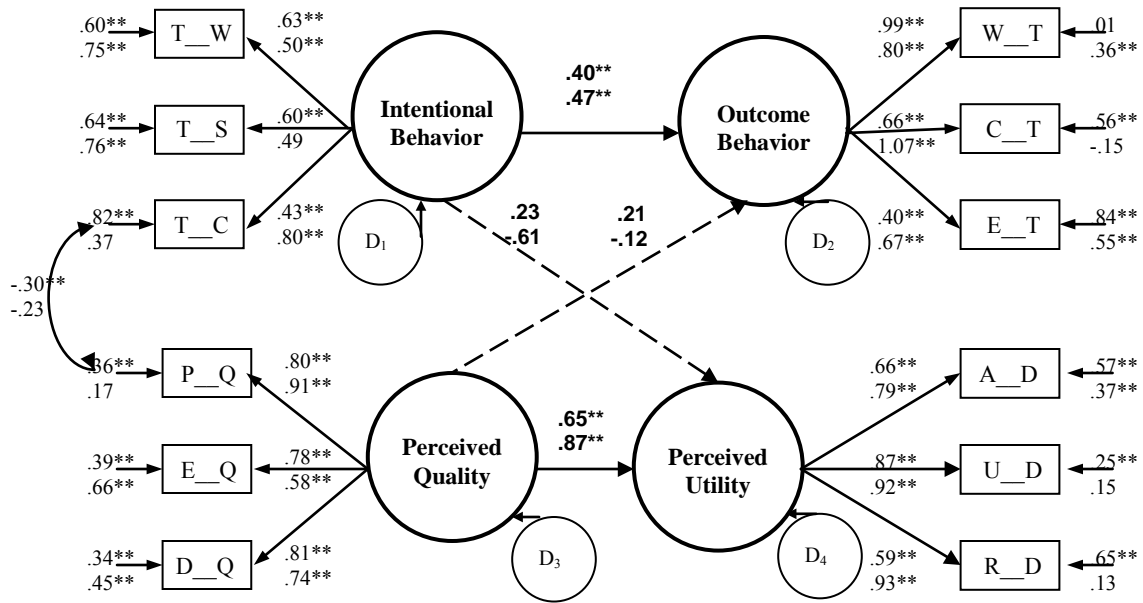 .60**
.75**
T__W
.63**
.50**
Intentional
Behavior
.40**
.47**
Outcome
Behavior
.99**
.80**
W_T
.01
.36**
.64**
.76**
T__S
.60**
.49
.66**
1.07**
C_T
.56**
-.15
.82**
.37
T__C
.43**
.80**
D1
.23
-.61
.21
-.12
D2
.40**
.67**
E_T
.84**
.55**
-.30**
-.23
.36**
.17
P__Q
.80**
.91**
Perceived
Quality
.65**
.87**
Perceived
Utility
.66**
.79**
A__D
.57**
.37**
.39**
.66**
E__Q
.78**
.58**
.87**
.92**
U__D
.25**
.15
.34**
.45**
D__Q
.81**
.74**
D3
D4
.59**
.93**
R__D
.65**
.13